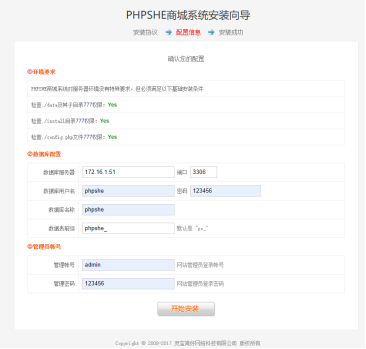 PHPSHE商城系统安装向导
安装协议 配置信息 安装成功
确认您的配置
①环境要求
PHPSHE商城系统对服务器环境没有特殊要求，但必须满足以下基础安装条件
检查 ./data及其子目录777权限：Yes
检查 ./install目录777权限：Yes
检查 ./config.php文件777权限：Yes
②数据库配置
数据库服务器 172.16.1.51 端口 3306
数据库用户名 phpshe 密码 123456
数据库名称 phpshe
数据表前缀 phpshe_ 默认是 "pe_"
③管理员帐号
管理帐号 admin 网站管理员登录帐号
管理密码 123456 网站管理员登录密码
开始安装
Copyright © 2008-2017 灵宝简好网络科技有限公司 版权所有